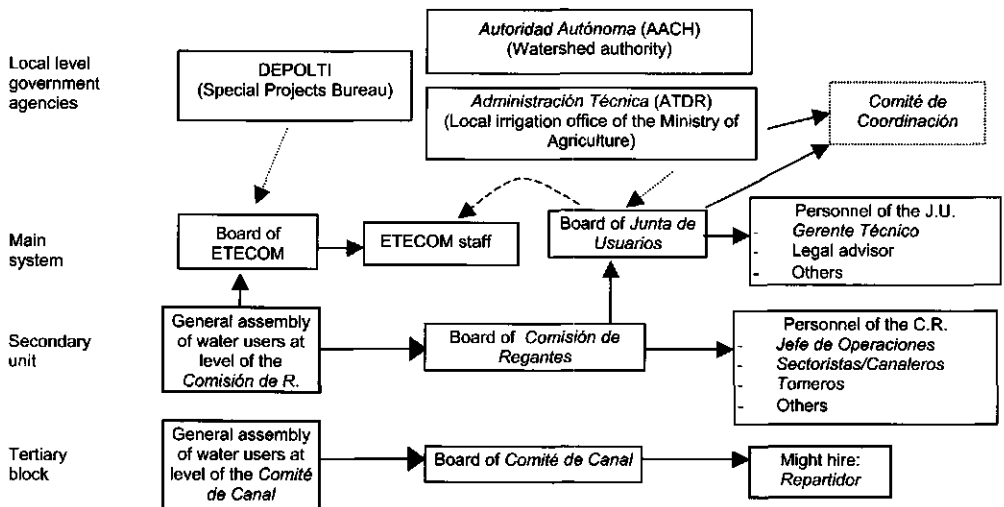 Local level
government
agencies
DEPOLTI
(Special Projects Bureau)
Autoridad Autónoma (AACH)
(Watershed authority)
Administración Técnica (ATDR)
(Local irrigation office of the Ministry of
Agriculture)
Comité de
Coordinación
Main
system
Board of
ETECOM
ETECOM staff
Board of Junta de
Usuarios
Personnel of the J.U.
- Gerente Técnico
- Legal advisor
- Others
Secondary
unit
General assembly
of water users at
level of the
Comisión de R.
Board of Comisión de
Regantes
Personnel of the C.R.
- Jefe de Operaciones
- Sectoristas/Canaleros
- Tomeros
- Others
Tertiary
block
General assembly
of water users at
level of the Comité
de Canal
Board of Comité de Canal
Might hire:
Repartidor